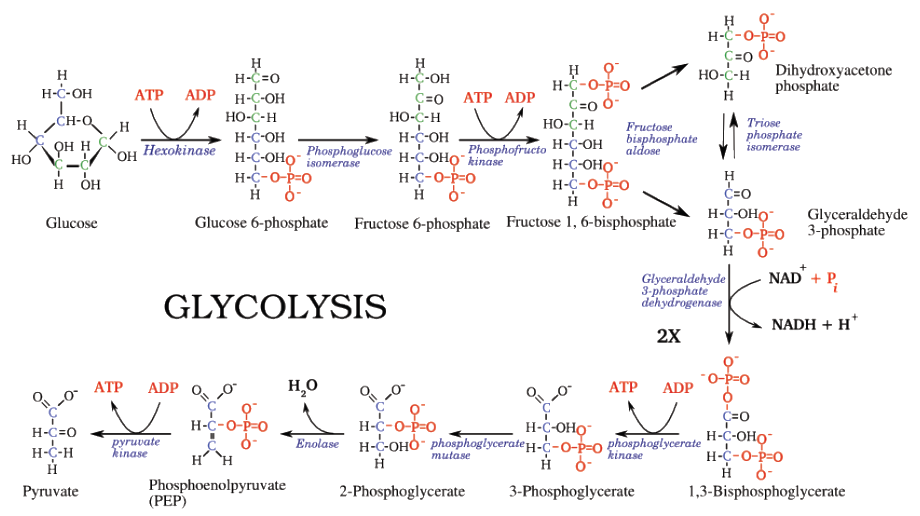 ATP ADP
Hexokinase
Glucose
Glucose 6-phosphate
Phosphoglucose
isomerase
Fructose 6-phosphate
ATP ADP
Phosphofructo
kinase
Fructose 1, 6-bisphosphate
Fructose
bisphosphate
aldose
Dihydroxyacetone
phosphate
Triose
phosphate
isomerase
Glyceraldehyde
3-phosphate
GLYCOLYSIS
Glyceraldehyde
3-phosphate
dehydrogenase
NAD+ + Pi
NADH + H+
2X
1,3-Bisphosphoglycerate
ATP ADP
phosphoglycerate
kinase
3-Phosphoglycerate
phosphoglycerate
mutase
2-Phosphoglycerate
H2O
Enolase
Phosphoenolpyruvate
(PEP)
ATP ADP
pyruvate
kinase
Pyruvate